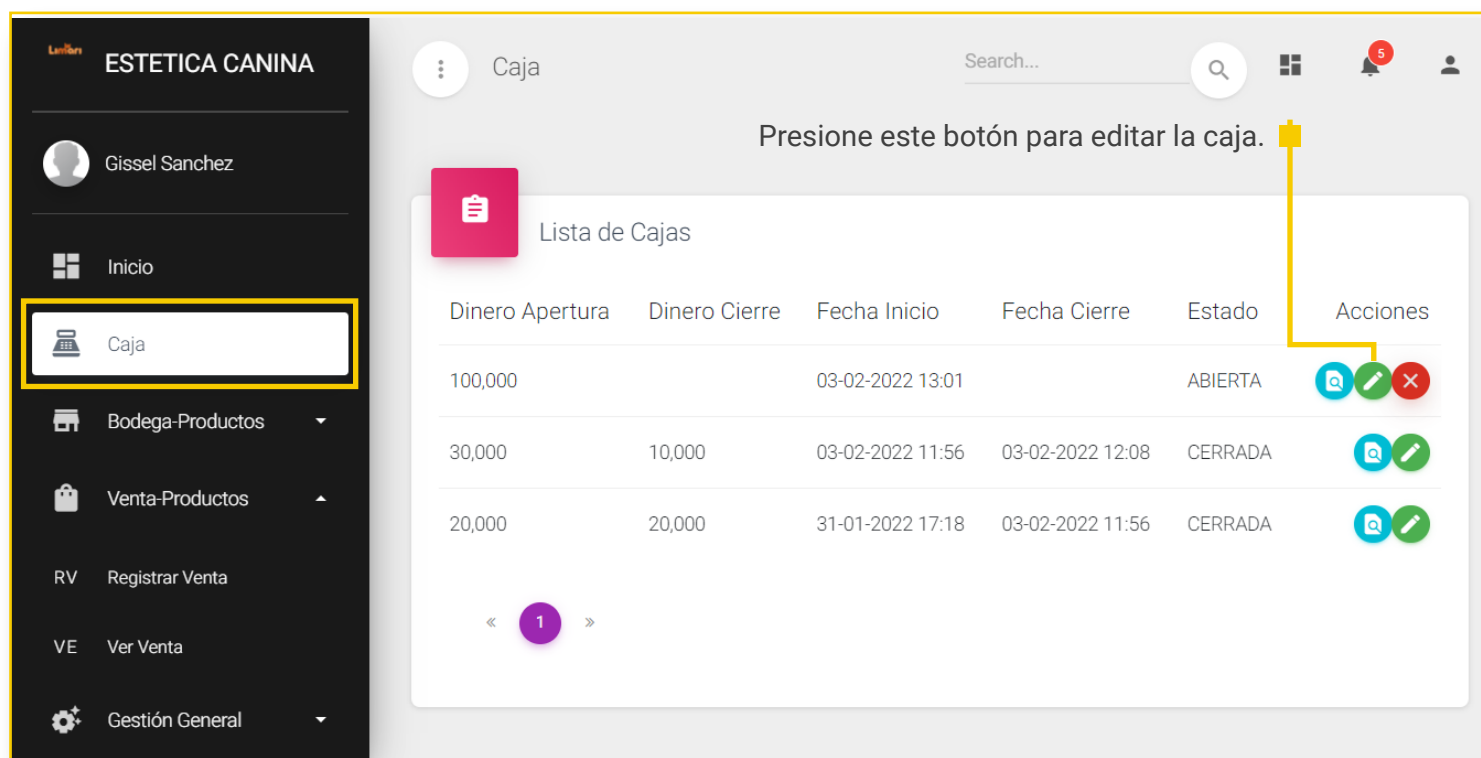 Limari
ESTETICA CANINA
Gissel Sanchez
Inicio
Caja
Bodega-Productos
Venta-Productos
RV Registrar Venta
VE Ver Venta
Gestión General
Caja
Search...
5
Presione este botón para editar la caja.
Lista de Cajas
Dinero Apertura Dinero Cierre Fecha Inicio Fecha Cierre Estado Acciones
100,000 03-02-2022 13:01 ABIERTA
30,000 10,000 03-02-2022 11:56 03-02-2022 12:08 CERRADA
20,000 20,000 31-01-2022 17:18 03-02-2022 11:56 CERRADA
« 1 »